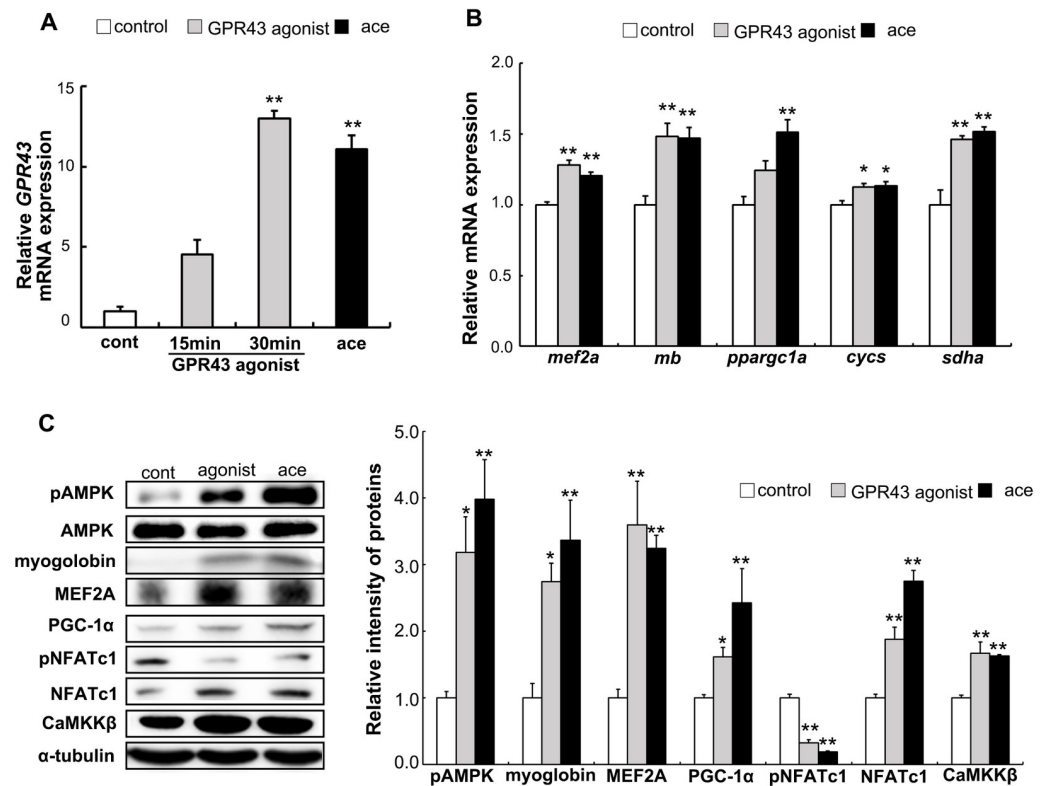 A
control GPR43 agonist ace
Relative GPR43
mRNA expression
15
10
5
0
** **
cont 15min 30min ace
GPR43 agonist
B
control GPR43 agonist ace
Relative mRNA expression
2.0
1.5
1.0
0.5
0.0
** ** ** ** ** * * ** **
mef2a mb ppargc1a cycs sdha
C
cont agonist ace
pAMPK
AMPK
myogolobin
MEF2A
PGC-1α
pNFATc1
NFATc1
CaMKKβ
α-tubulin
Relative intensity of proteins
5.0
4.0
3.0
2.0
1.0
0.0
control GPR43 agonist ace
* ** * ** ** ** * ** ** ** ** ** ** **
pAMPK myoglobin MEF2A PGC-1α pNFATc1 NFATc1 CaMKKβ